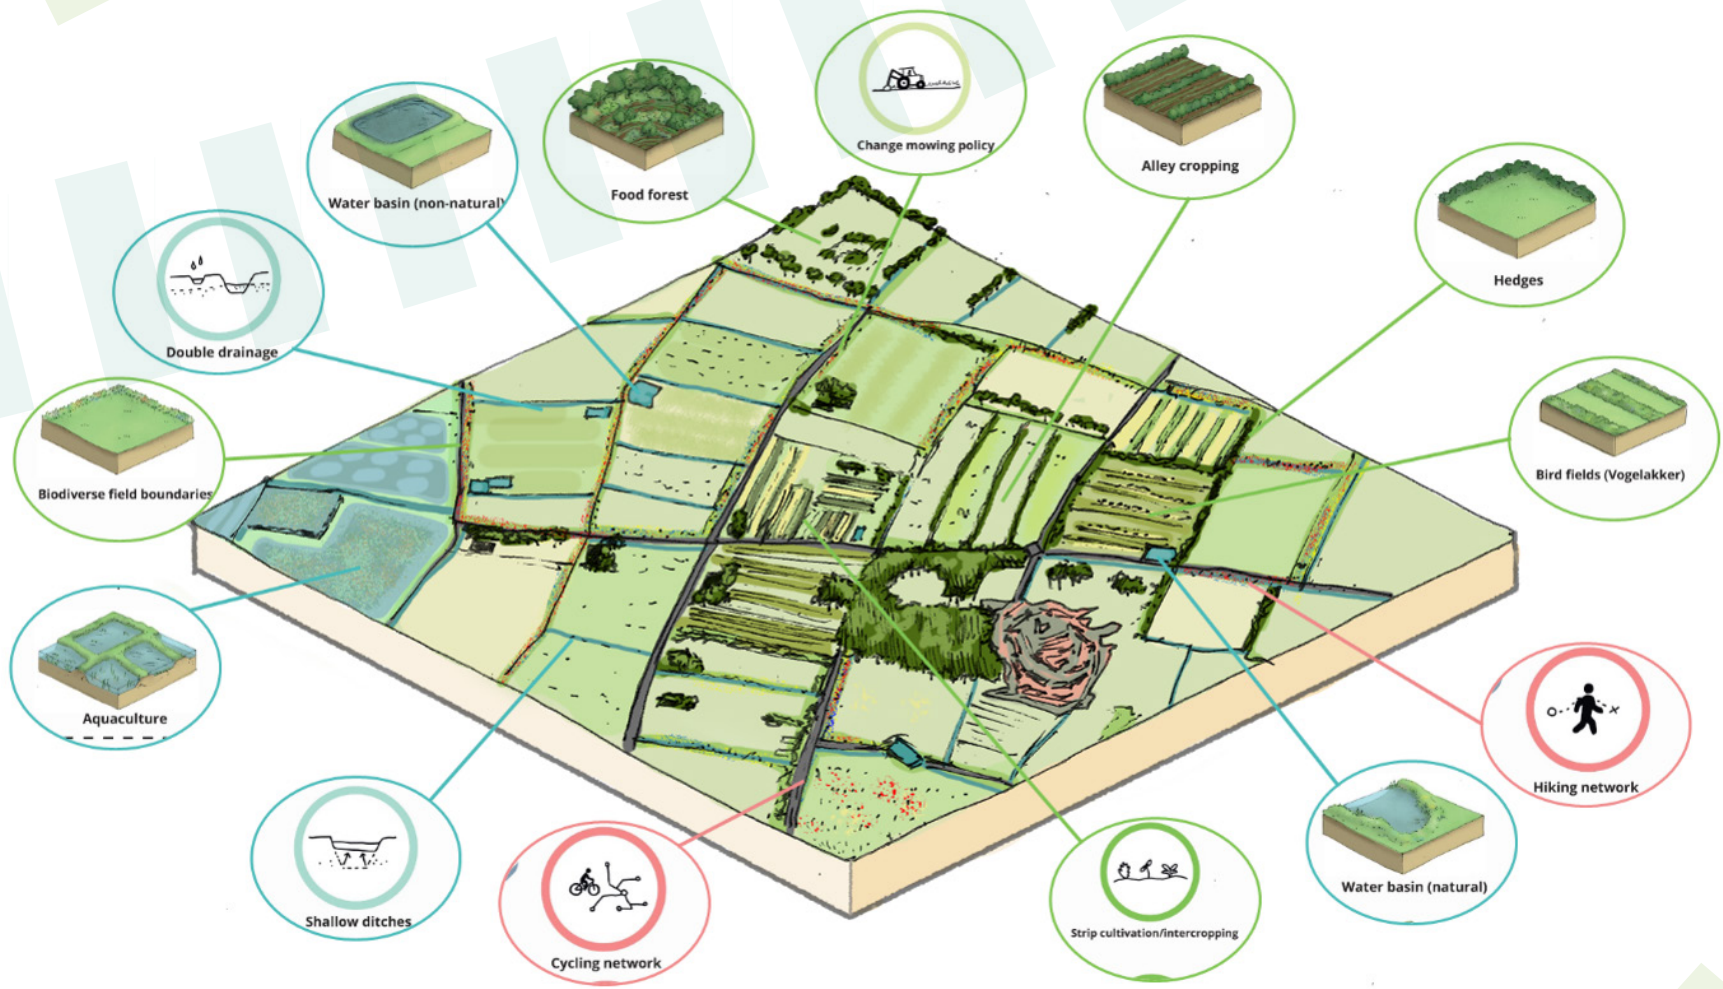 Change mowing policy
Alley cropping
Food forest
Water basin (non-natural)
Hedges
Double drainage
Bird fields (Vogelakker)
Biodiverse field boundaries
Aquaculture
Hiking network
Water basin (natural)
Shallow ditches
Strip cultivation/intercropping
Cycling network